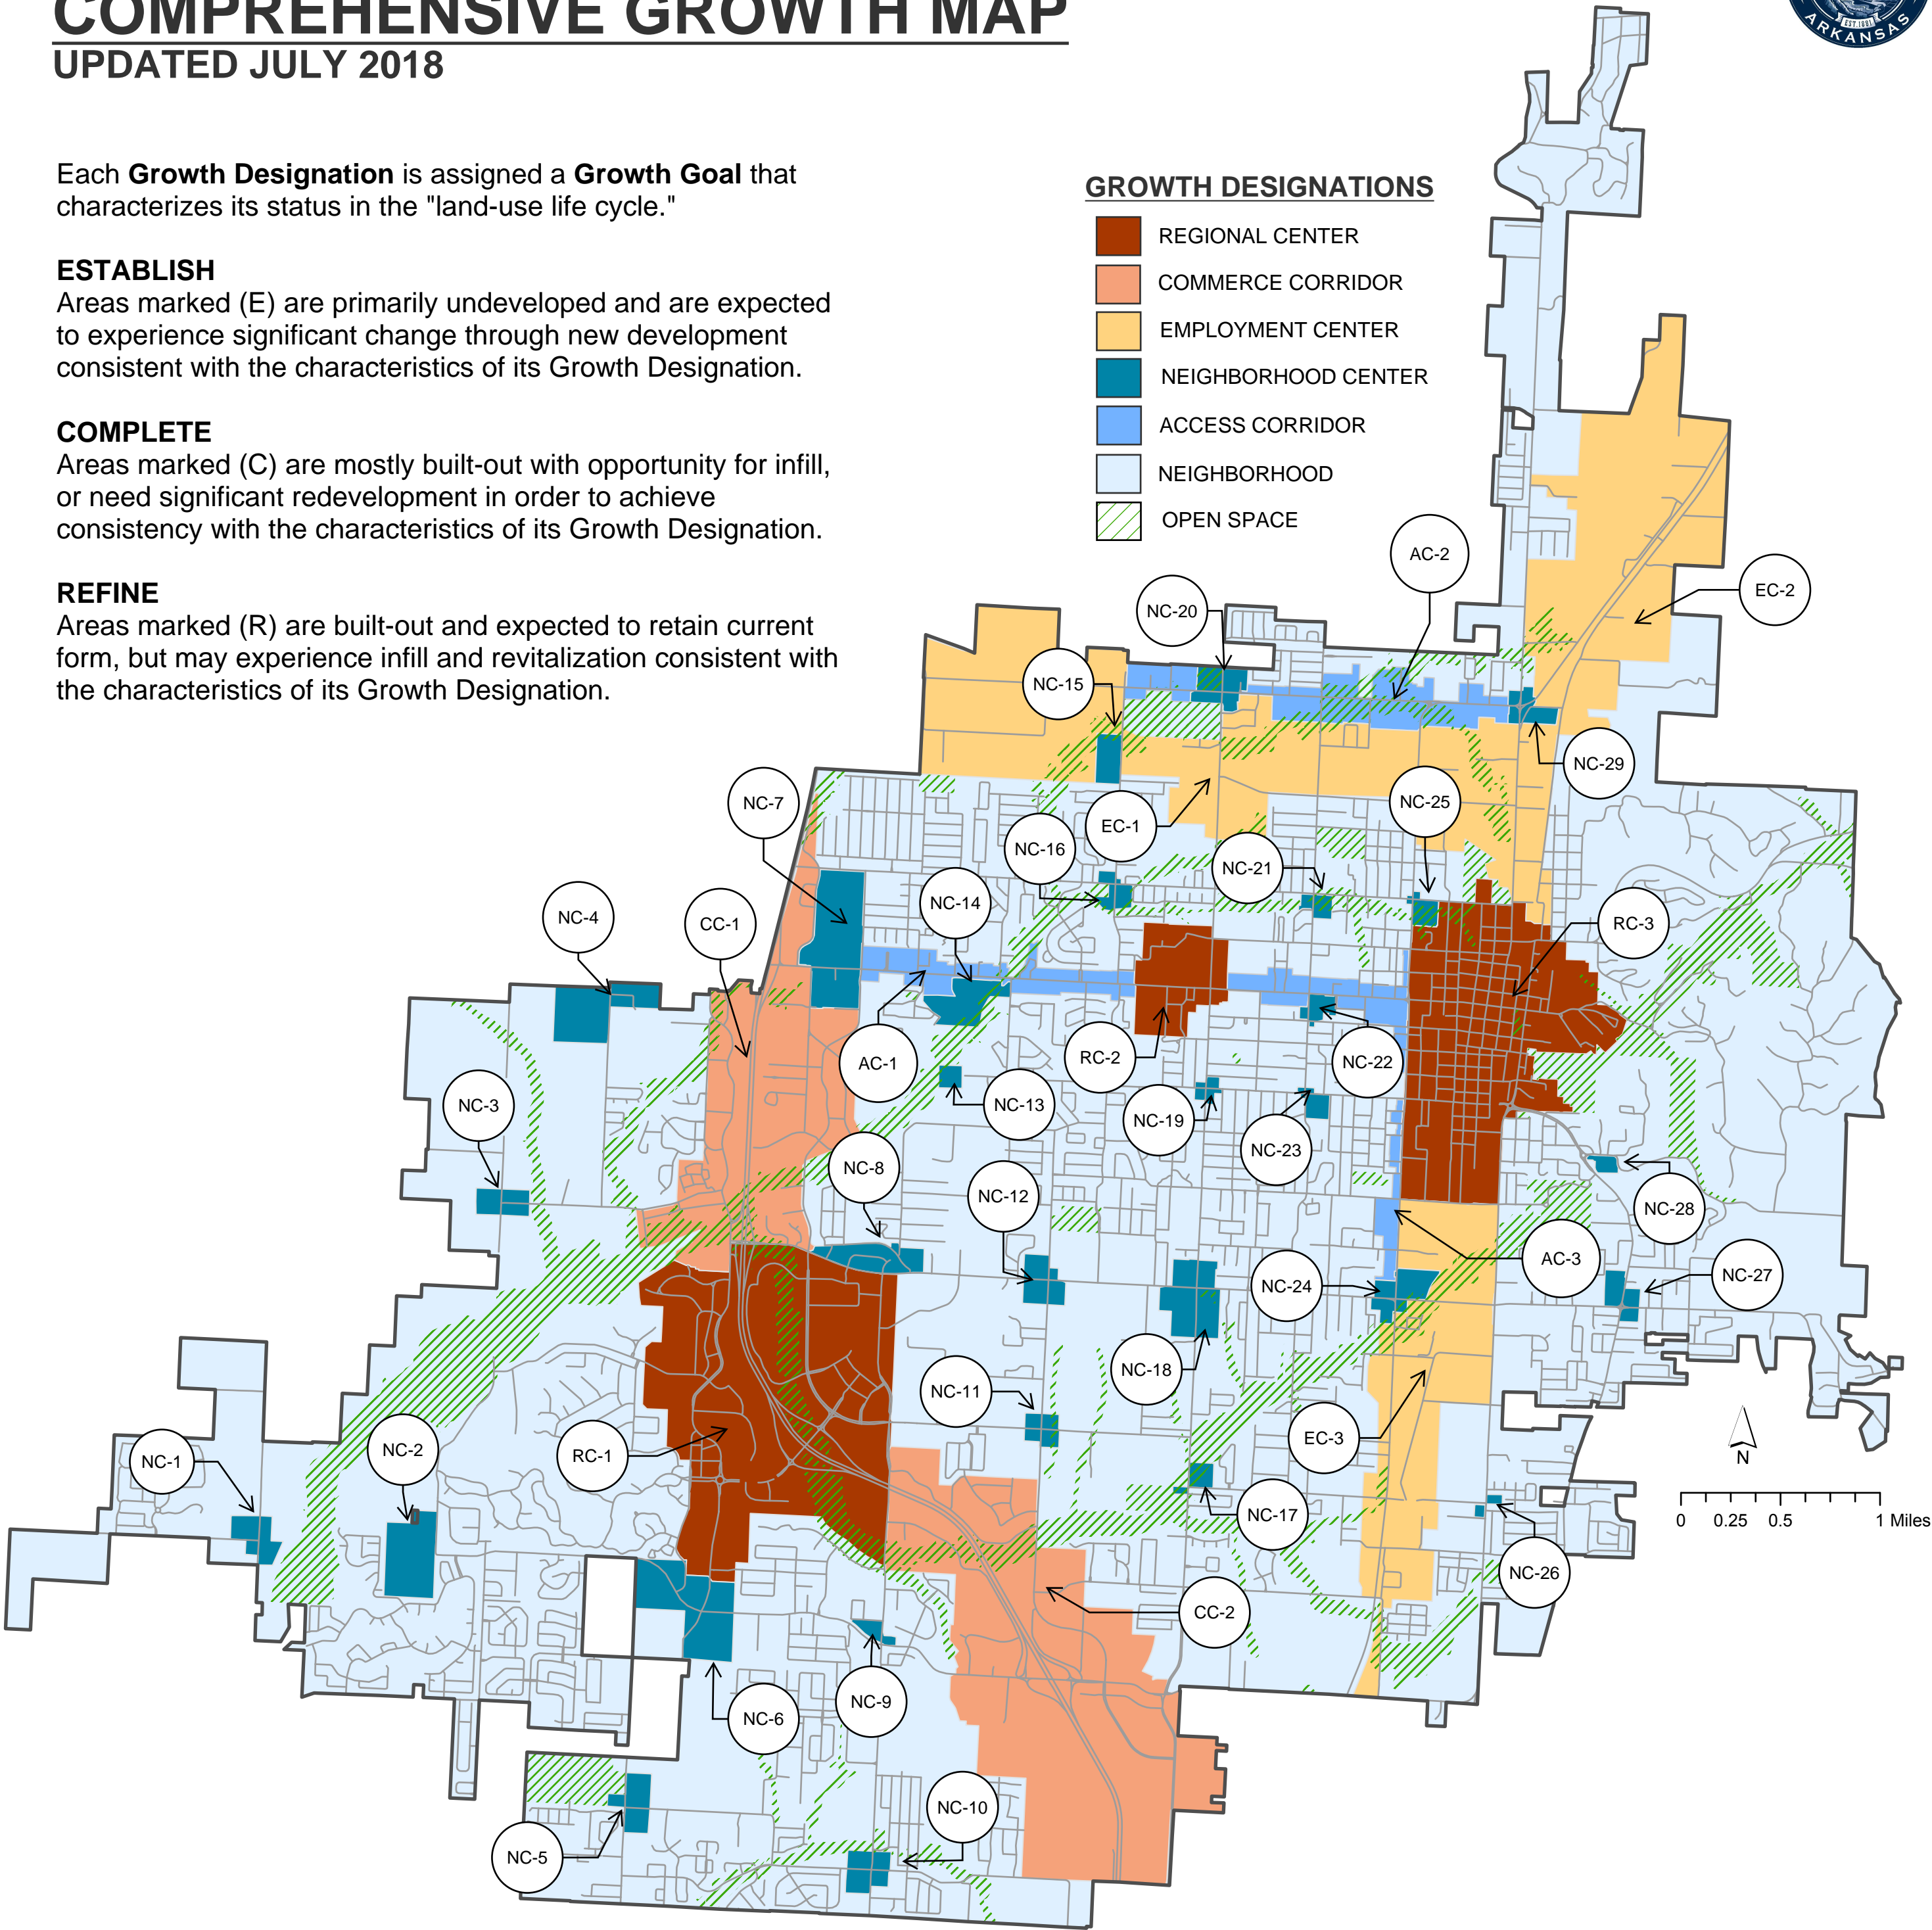 COMPREHENSIVE GROWTH MAP
UPDATED JULY 2018
EST. 1881
ARKANSAS
Each Growth Designation is assigned a Growth Goal that
characterizes its status in the "land-use life cycle."
ESTABLISH
Areas marked (E) are primarily undeveloped and are expected
to experience significant change through new development
consistent with the characteristics of its Growth Designation.
COMPLETE
Areas marked (C) are mostly built-out with opportunity for infill,
or need significant redevelopment in order to achieve
consistency with the characteristics of its Growth Designation.
REFINE
Areas marked (R) are built-out and expected to retain current
form, but may experience infill and revitalization consistent with
the characteristics of its Growth Designation.
GROWTH DESIGNATIONS
REGIONAL CENTER
COMMERCE CORRIDOR
EMPLOYMENT CENTER
NEIGHBORHOOD CENTER
ACCESS CORRIDOR
NEIGHBORHOOD
OPEN SPACE
AC-2
EC-2
NC-20
NC-15
NC-29
NC-7
NC-25
EC-1
NC-16
NC-21
NC-14
NC-4
CC-1
RC-3
RC-2
AC-1
NC-22
NC-3
NC-13
NC-19
NC-23
NC-8
NC-12
NC-28
AC-3
NC-27
NC-24
NC-18
NC-11
EC-3
NC-2
RC-1
NC-1
N
NC-17
0 0.25 0.5 1 Miles
NC-26
CC-2
NC-9
NC-6
NC-10
NC-5